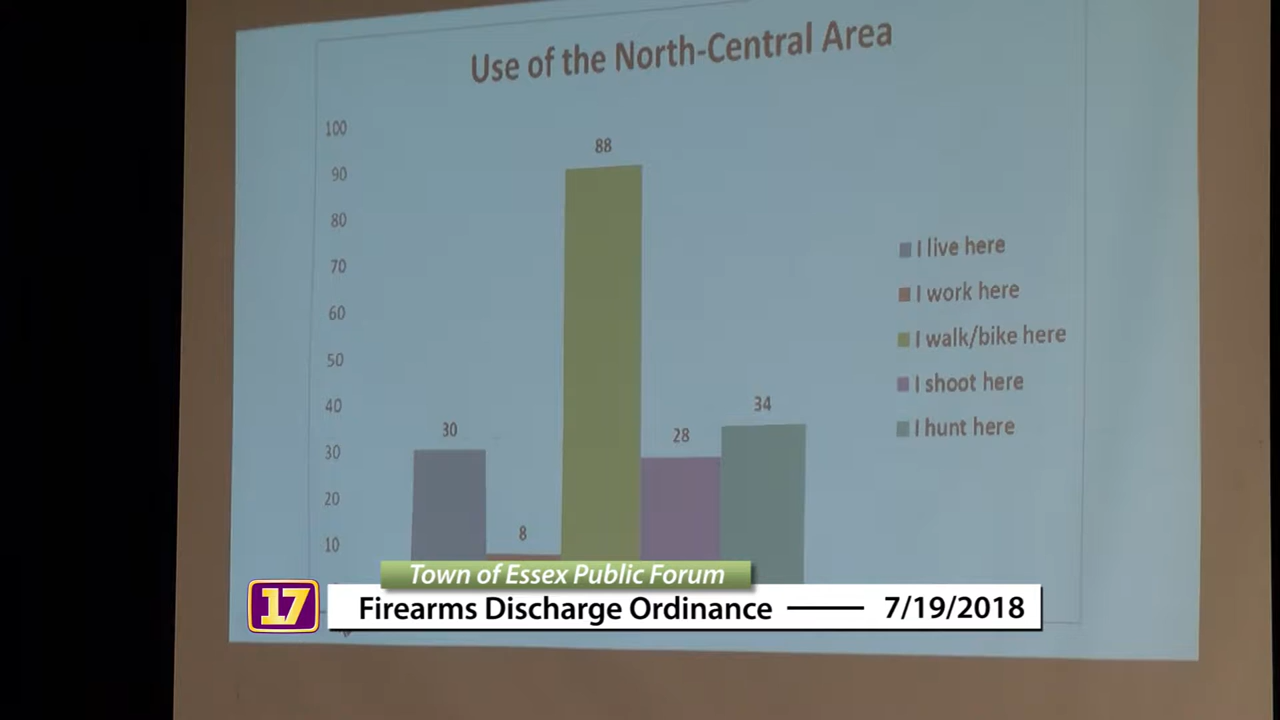 Use of the North-Central Area
100
90
80
70
60
50
40
30
20
10
88
30
8
28
34
I live here
I work here
I walk/bike here
I shoot here
I hunt here
Town of Essex Public Forum
17
Firearms Discharge Ordinance 7/19/2018